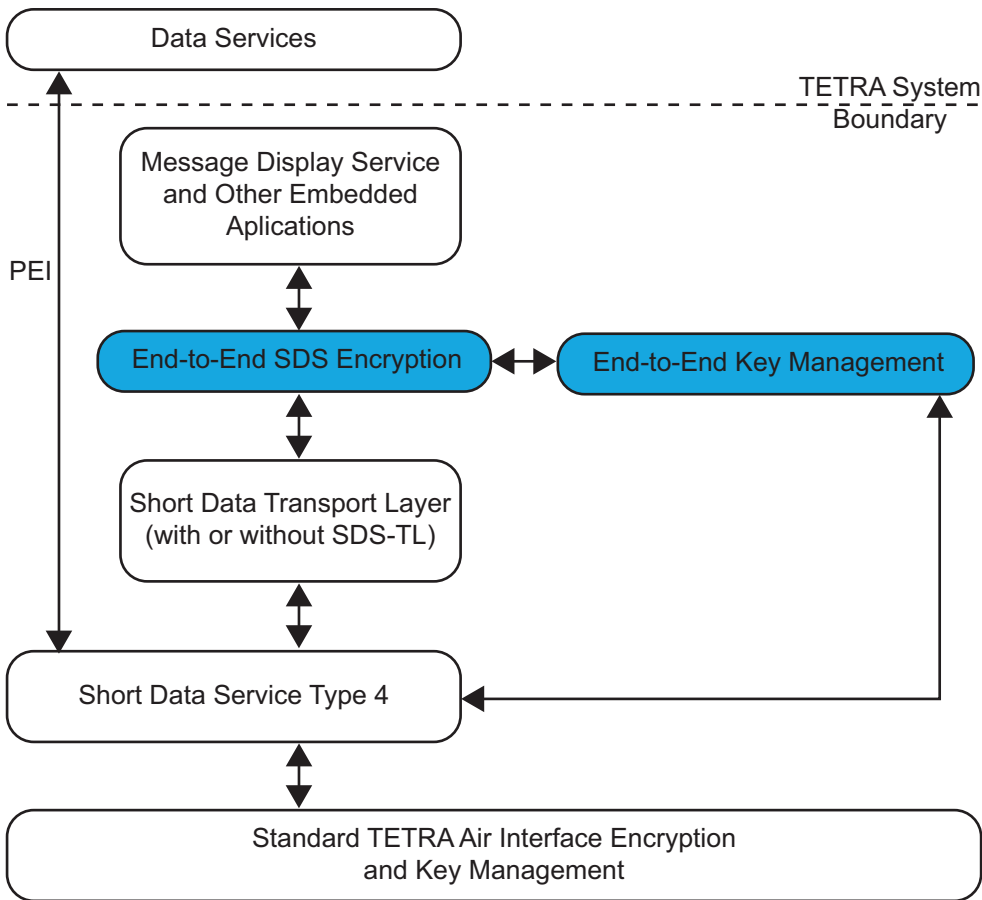 Data Services
TETRA System
Boundary
Message Display Service
and Other Embedded
Aplications
PEI
End-to-End SDS Encryption
End-to-End Key Management
Short Data Transport Layer
(with or without SDS-TL)
Short Data Service Type 4
Standard TETRA Air Interface Encryption
and Key Management